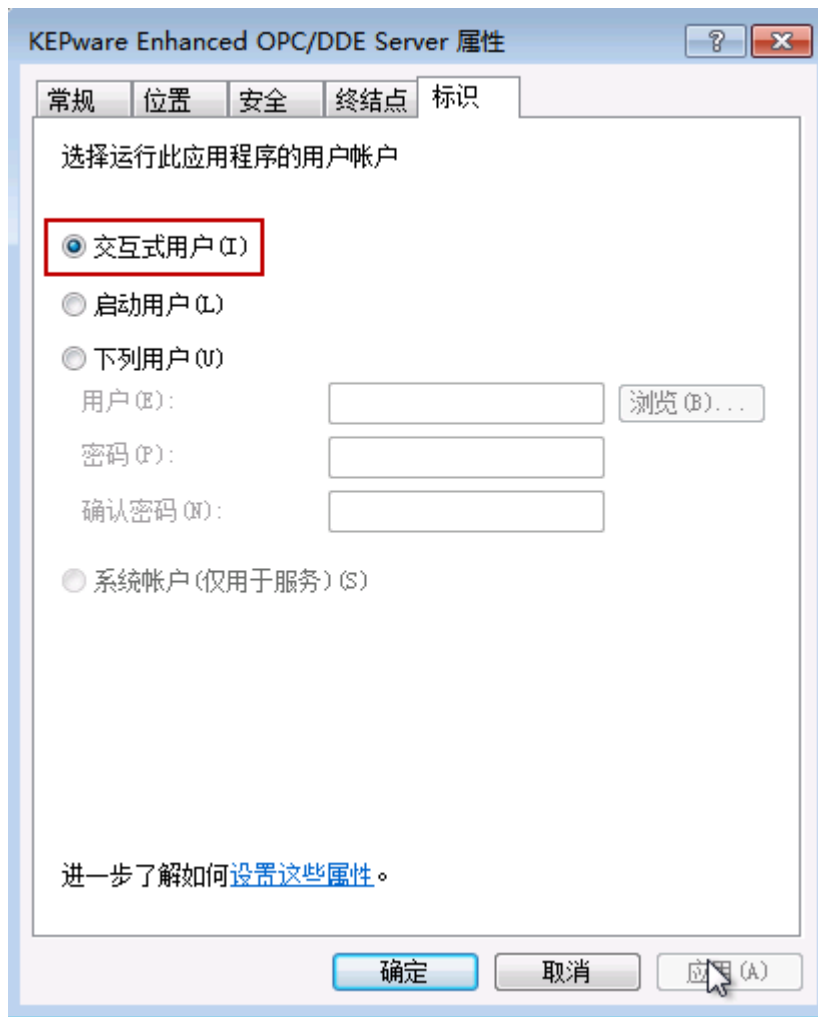 KEPware Enhanced OPC/DDE Server 属性
常规 位置 安全 终结点 标识
选择运行此应用程序的用户帐户
交互式用户(I)
启动用户(L)
下列用户(U)
用户(E):
浏览(B)...
密码(P):
确认密码(N):
系统帐户(仅用于服务)(S)
进一步了解如何设置这些属性。
确定 取消 应用(A)